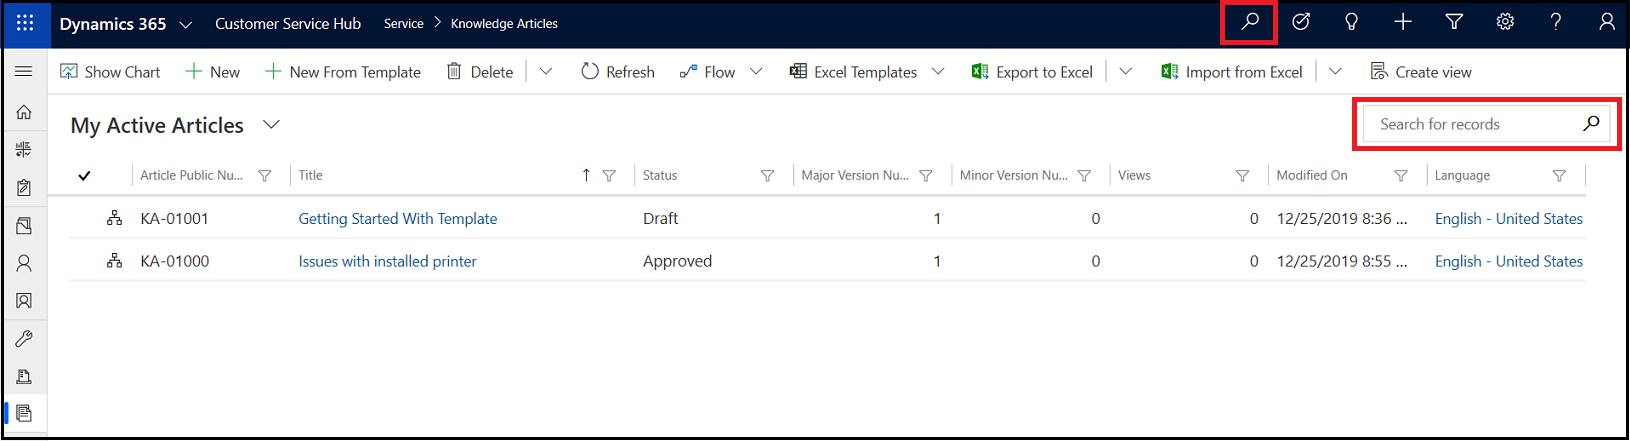 Dynamics 365 Customer Service Hub Service > Knowledge Articles
Show Chart New New From Template Delete Refresh Flow Excel Templates Export to Excel Import from Excel Create view
My Active Articles Search for records
Article Public Nu... Title Status Major Version Nu... Minor Version Nu... Views Modified On Language
KA-01001 Getting Started With Template Draft 1 0 0 12/25/2019 8:36 ... English - United States
KA-01000 Issues with installed printer Approved 1 0 0 12/25/2019 8:55 ... English - United States